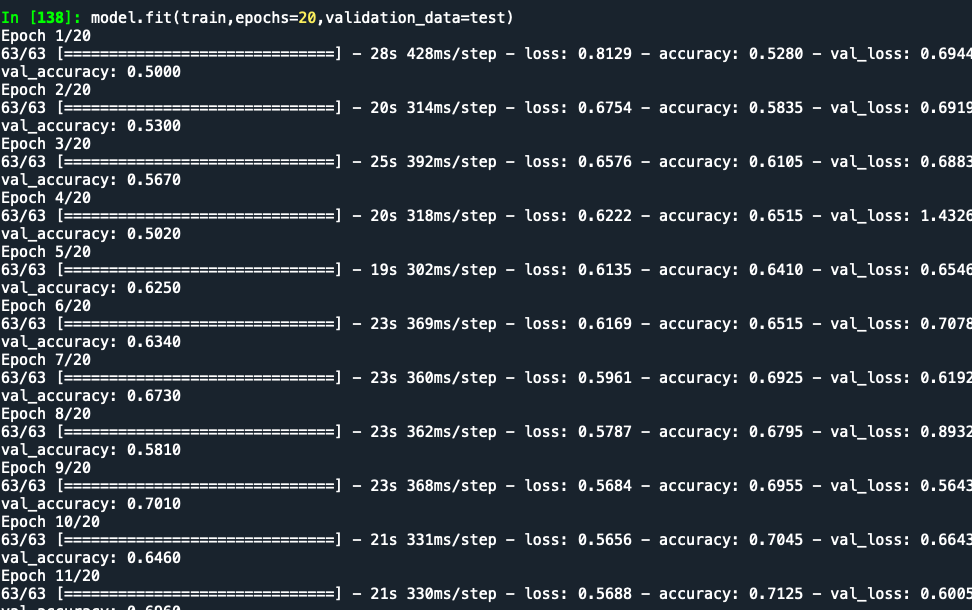 In [138]: model.fit(train,epochs=20,validation_data=test)
Epoch 1/20
63/63 [==============================] - 28s 428ms/step - loss: 0.8129 - accuracy: 0.5280 - val_loss: 0.6944
val_accuracy: 0.5000
Epoch 2/20
63/63 [==============================] - 20s 314ms/step - loss: 0.6754 - accuracy: 0.5835 - val_loss: 0.6919
val_accuracy: 0.5300
Epoch 3/20
63/63 [==============================] - 25s 392ms/step - loss: 0.6576 - accuracy: 0.6105 - val_loss: 0.6883
val_accuracy: 0.5670
Epoch 4/20
63/63 [==============================] - 20s 318ms/step - loss: 0.6222 - accuracy: 0.6515 - val_loss: 1.4326
val_accuracy: 0.5020
Epoch 5/20
63/63 [==============================] - 19s 302ms/step - loss: 0.6135 - accuracy: 0.6410 - val_loss: 0.6546
val_accuracy: 0.6250
Epoch 6/20
63/63 [==============================] - 23s 369ms/step - loss: 0.6169 - accuracy: 0.6515 - val_loss: 0.7078
val_accuracy: 0.6340
Epoch 7/20
63/63 [==============================] - 23s 360ms/step - loss: 0.5961 - accuracy: 0.6925 - val_loss: 0.6192
val_accuracy: 0.6730
Epoch 8/20
63/63 [==============================] - 23s 362ms/step - loss: 0.5787 - accuracy: 0.6795 - val_loss: 0.8932
val_accuracy: 0.5810
Epoch 9/20
63/63 [==============================] - 23s 368ms/step - loss: 0.5684 - accuracy: 0.6955 - val_loss: 0.5643
val_accuracy: 0.7010
Epoch 10/20
63/63 [==============================] - 21s 331ms/step - loss: 0.5656 - accuracy: 0.7045 - val_loss: 0.6643
val_accuracy: 0.6460
Epoch 11/20
63/63 [==============================] - 21s 330ms/step - loss: 0.5688 - accuracy: 0.7125 - val_loss: 0.6005